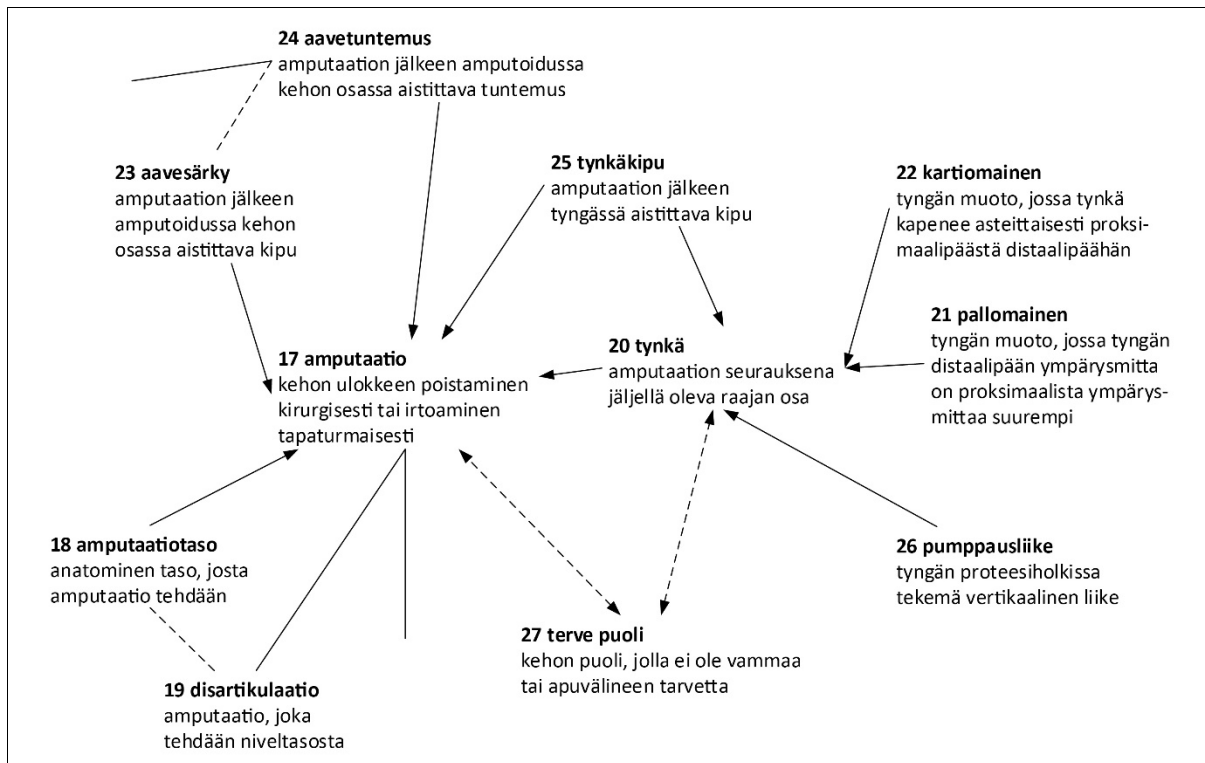 24 aavetuntemus
amputaation jälkeen amputoidussa
kehon osassa aistittava tuntemus
23 aavesärky
amputaation jälkeen
amputoidussa kehon
osassa aistittava kipu
25 tynkäkipu
amputaation jälkeen
tyngässä aistittava kipu
22 kartiomainen
tyngän muoto, jossa tynkä
kapenee asteittaisesti proksi-
maalipäästä distaalipäähän
21 pallomainen
tyngän muoto, jossa tyngän
distaalipään ympärysmitta
on proksimaalista ympärys-
mittaa suurempi
17 amputaatio
kehon ulokkeen poistaminen
kirurgisesti tai irtoaminen
tapaturmaisesti
20 tynkä
amputaation seurauksena
jäljellä oleva raajan osa
18 amputaatiotaso
anatominen taso, josta
amputaatio tehdään
26 pumppausliike
tyngän proteesiholkissa
tekemä vertikaalinen liike
27 terve puoli
kehon puoli, jolla ei ole vammaa
tai apuvälineen tarvetta
19 disartikulaatio
amputaatio, joka
tehdään niveltasosta